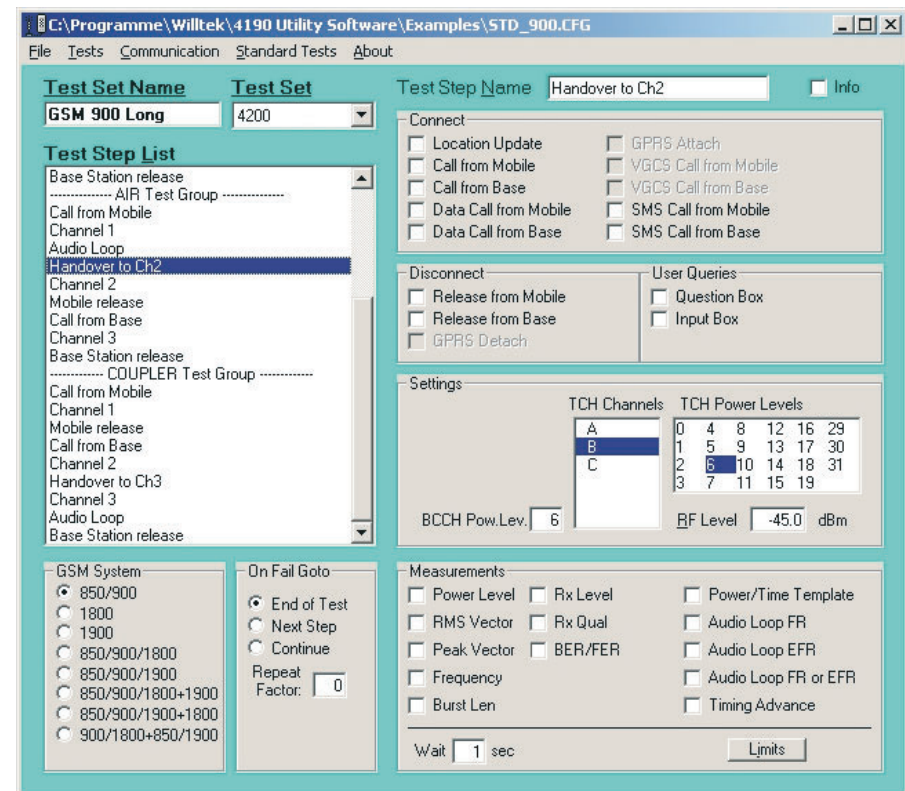 C:\Programme\Willtek\4190 Utility Software\Examples\STD_900.CFG
File Tests Communication Standard Tests About
Test Set Name
GSM 900 Long
Test Set
4200
Test Step List
Base Station release
-------------- AIR Test Group --------------
Call from Mobile
Channel 1
Audio Loop
Handover to Ch2
Channel 2
Mobile release
Call from Base
Channel 3
Base Station release
------------ COUPLER Test Group ------------
Call from Mobile
Channel 1
Mobile release
Call from Base
Channel 2
Handover to Ch3
Channel 3
Audio Loop
Base Station release
GSM System
850/900
1800
1900
850/900/1800
850/900/1900
850/900/1800+1900
850/900/1900+1800
900/1800+850/1900
On Fail Goto
End of Test
Next Step
Continue
Repeat
Factor: 0
Test Step Name Handover to Ch2
Info
Connect
Location Update GPRS Attach
Call from Mobile VGCS Call from Mobile
Call from Base VGCS Call from Base
Data Call from Mobile SMS Call from Mobile
Data Call from Base SMS Call from Base
Disconnect
Release from Mobile
Release from Base
GPRS Detach
User Queries
Question Box
Input Box
Settings
TCH Channels TCH Power Levels
A
B
C
0 4 8 12 16 29
1 5 9 13 17 30
2 6 10 14 18 31
3 7 11 15 19
BCCH Pow.Lev. 6
RF Level -45.0 dBm
Measurements
Power Level Rx Level Power/Time Template
RMS Vector Rx Qual Audio Loop FR
Peak Vector BER/FER Audio Loop EFR
Frequency Audio Loop FR or EFR
Burst Len Timing Advance
Wait 1 sec
Limits